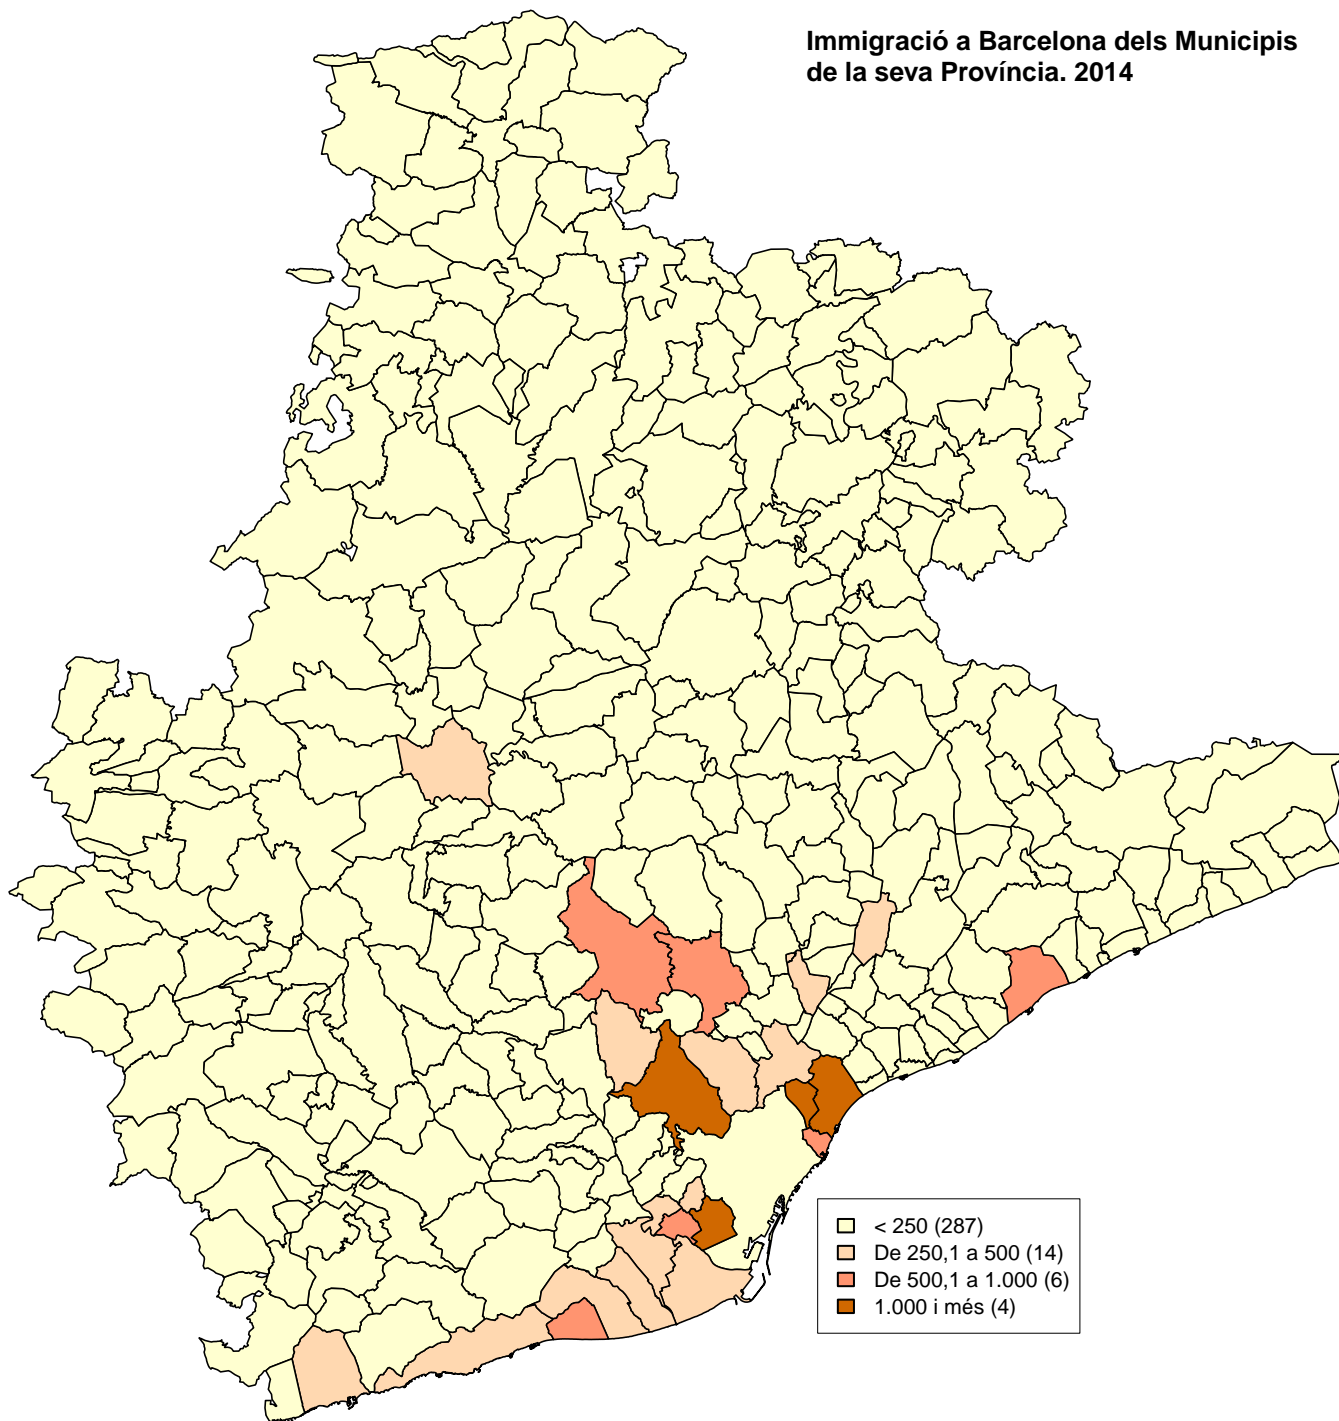 Immigració a Barcelona dels Municipis
de la seva Província. 2014
< 250 (287)
De 250,1 a 500 (14)
De 500,1 a 1.000 (6)
1.000 i més (4)